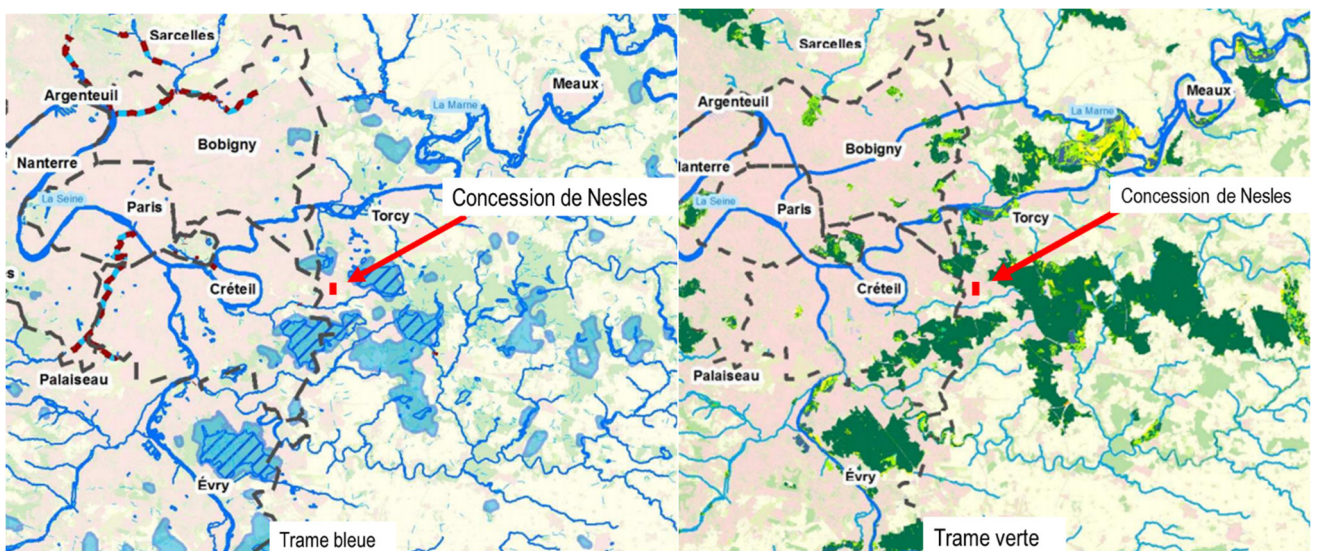 Sarcelles
Argenteuil
Meaux
La Marne
Bobigny
Nanterre
Concession de Nesles
La Seine
Paris
Torcy
s
Créteil
Palaiseau
Évry
Trame bleue
Sarcelles
Meaux
Argenteuil
La Marne
Bobigny
lanterre
Concession de Nesles
La Seine
Paris
Torcy
Créteil
Palaiseau
Évry
Trame verte